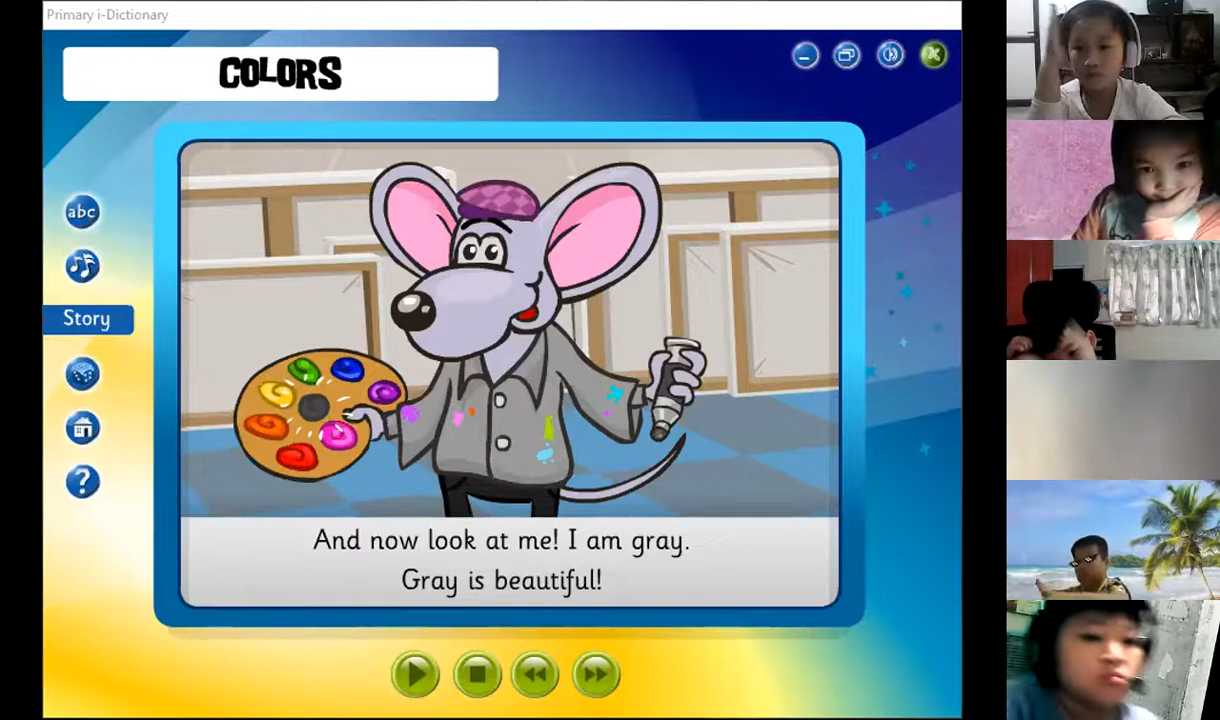 Primary i-Dictionary
COLORS
abc
Story
?
And now look at me! I am gray.
Gray is beautiful!